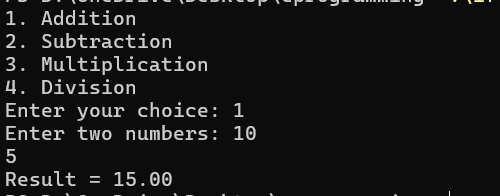 1. Addition
2. Subtraction
3. Multiplication
4. Division
Enter your choice: 1
Enter two numbers: 10
5
Result = 15.00